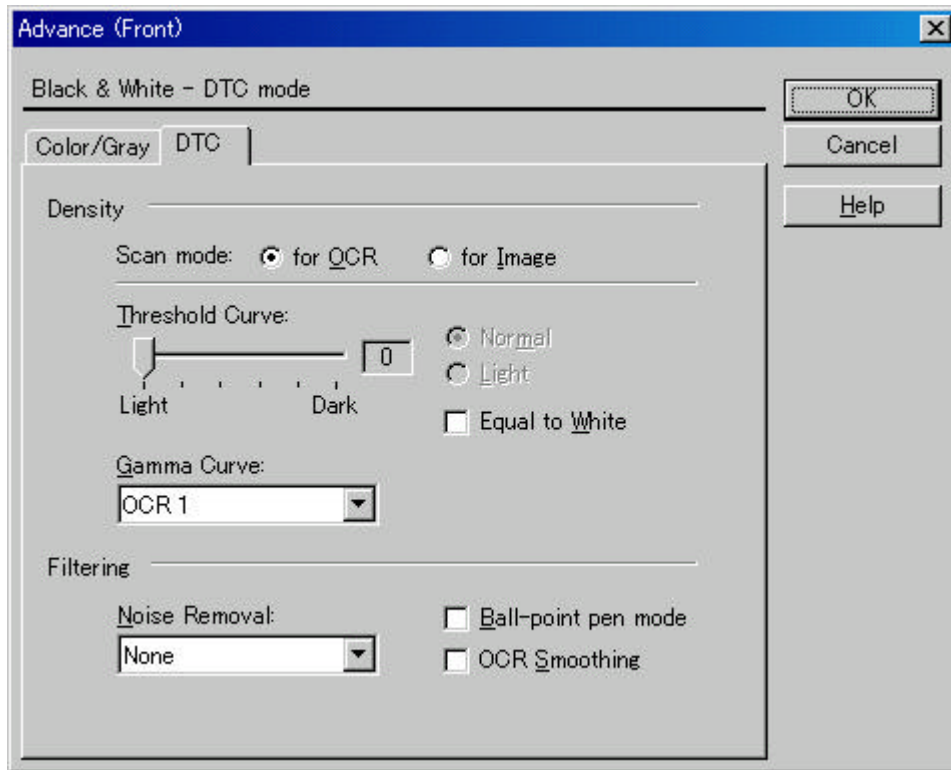 Advance (Front)
Black & White - DTC mode
OK
Color/Gray DTC
Cancel
Density
Help
Scan mode: for OCR for Image
Threshold Curve:
0
Normal
Light
Light Dark
Equal to White
Gamma Curve:
OCR 1
Filtering
Noise Removal:
Ball-point pen mode
None
OCR Smoothing